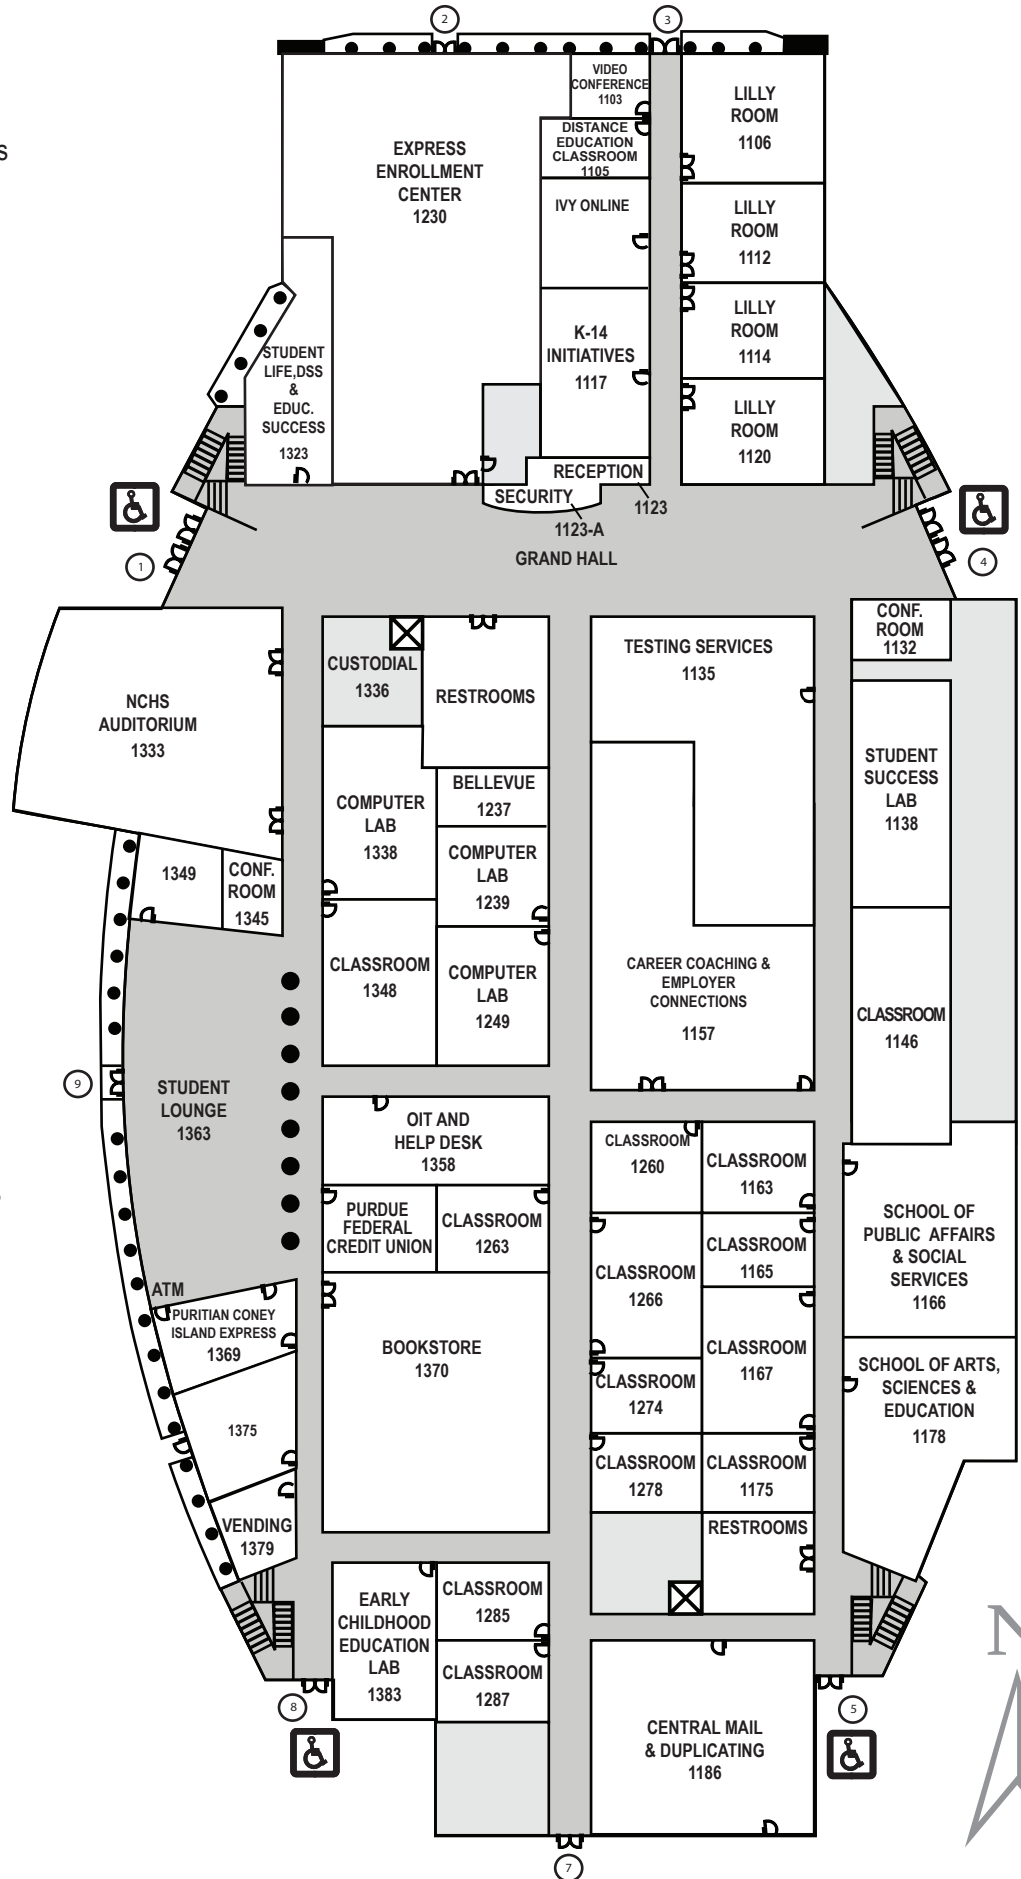 2
3
VIDEO
CONFERENCE
1103
DISTANCE
EDUCATION
CLASSROOM
1105
LILLY
ROOM
1106
S
EXPRESS
ENROLLMENT
CENTER
1230
IVY ONLINE
LILLY
ROOM
1112
K-14
INITIATIVES
1117
LILLY
ROOM
1114
STUDENT
LIFE,DSS
&
EDUC.
SUCCESS
1323
LILLY
ROOM
1120
RECEPTION
SECURITY
1123
1123-A
GRAND HALL
1
4
CONF.
ROOM
1132
NCHS
AUDITORIUM
1333
CUSTODIAL
1336
RESTROOMS
TESTING SERVICES
1135
BELLEVUE
1237
COMPUTER
LAB
1338
COMPUTER
LAB
1239
STUDENT
SUCCESS
LAB
1138
1349
CONF.
ROOM
1345
CLASSROOM
1348
COMPUTER
LAB
1249
CAREER COACHING &
EMPLOYER
CONNECTIONS
1157
CLASSROOM
1146
9
STUDENT
LOUNGE
1363
OIT AND
HELP DESK
1358
CLASSROOM
1260
CLASSROOM
1163
PURDUE
FEDERAL
CREDIT UNION
CLASSROOM
1263
CLASSROOM
1266
CLASSROOM
1165
SCHOOL OF
PUBLIC AFFAIRS
& SOCIAL
SERVICES
1166
ATM
PURITIAN CONEY
ISLAND EXPRESS
1369
BOOKSTORE
1370
CLASSROOM
1167
CLASSROOM
1274
SCHOOL OF ARTS,
SCIENCES &
EDUCATION
1178
1375
CLASSROOM
1278
CLASSROOM
1175
VENDING
1379
RESTROOMS
EARLY
CHILDHOOD
EDUCATION
LAB
1383
CLASSROOM
1285
CLASSROOM
1287
N
8
5
CENTRAL MAIL
& DUPLICATING
1186
7